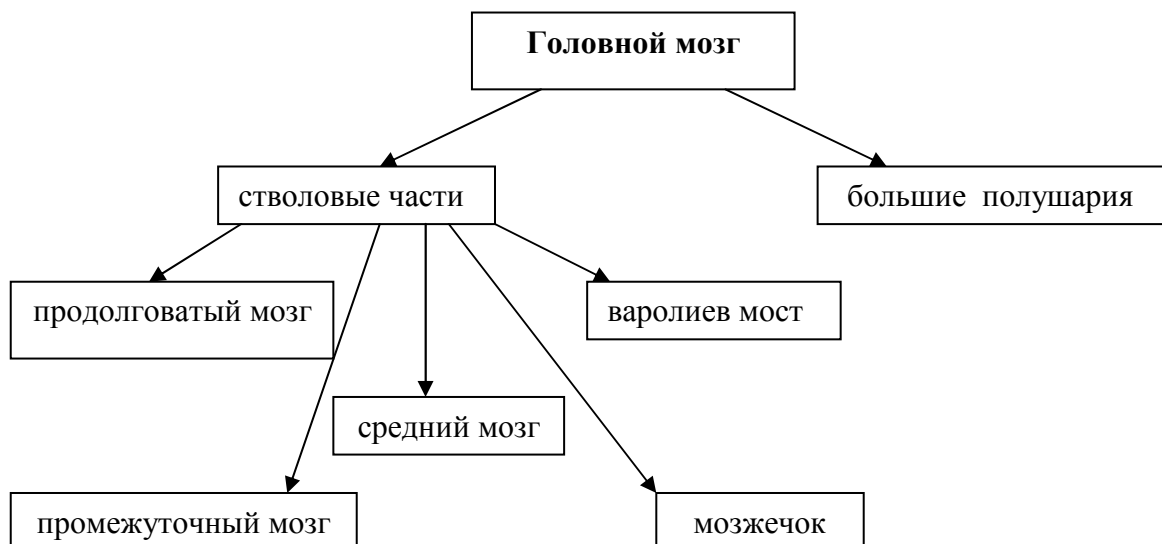 Головной мозг
стволовые части
большие полушария
продолговатый мозг
варолиев мост
средний мозг
промежуточный мозг
мозжечок